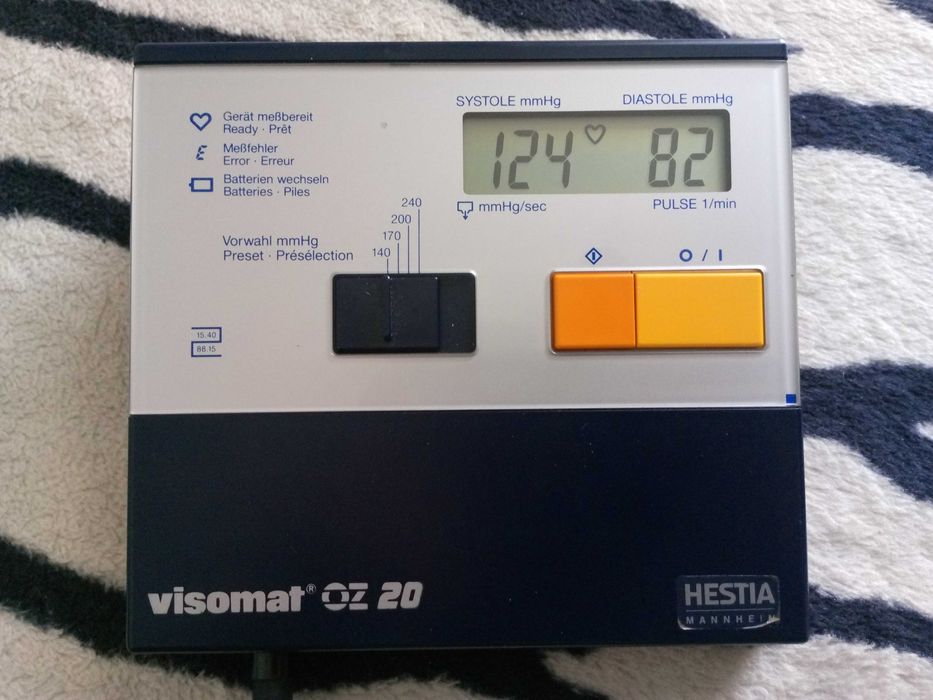 Gerät meßbereit
Ready · Prêt
E
Meßfehler
Error · Erreur
Batterien wechseln
Batteries · Piles
SYSTOLE mmHg DIASTOLE mmHg
124 82
mmHg/sec PULSE 1/min
240
200
170
140
Vorwahl mmHg
Preset · Présélection
O / I
15.40
88.15
visomat® OZ 20
HESTIA
MANNHEIM